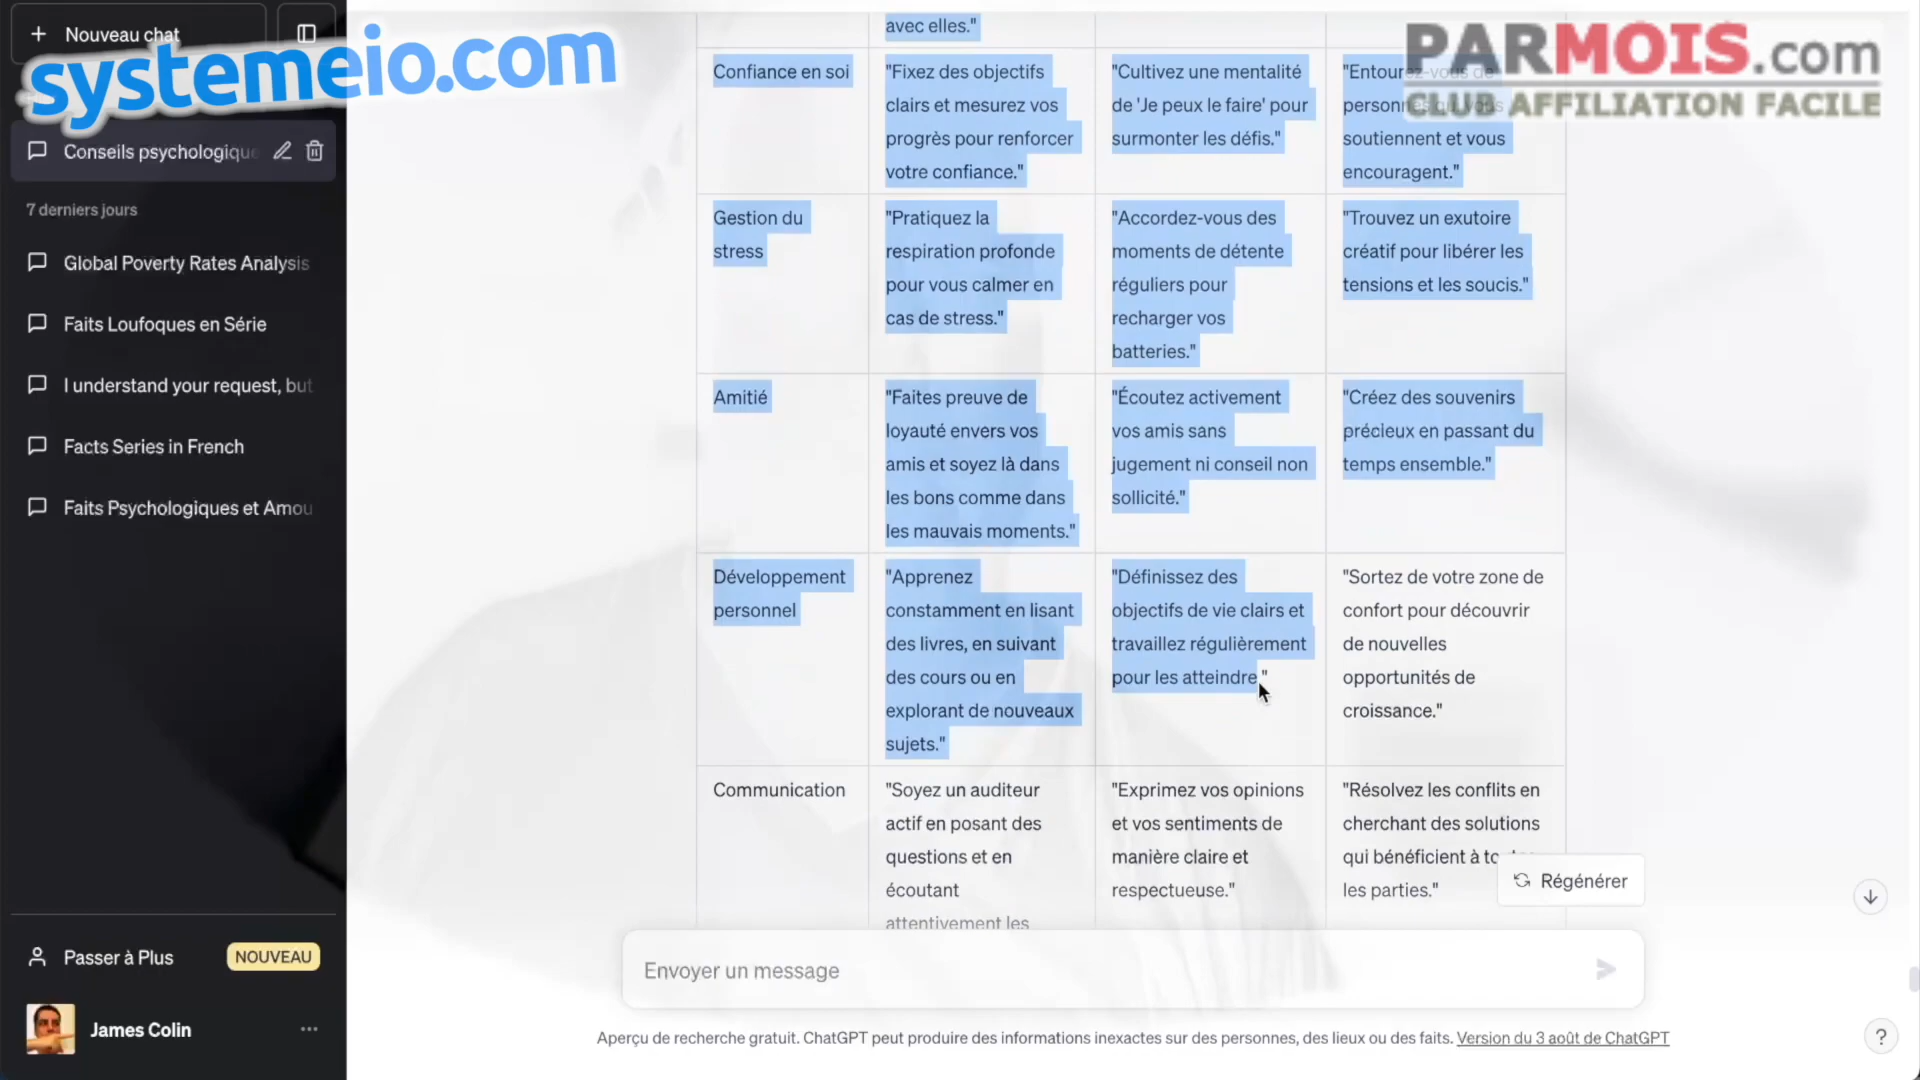 Nouveau chat
systemeio.com
PARMOIS.com
CLUB AFFILIATION FACILE
Conseils psychologique
7 derniers jours
Global Poverty Rates Analysis
Faits Loufoques en Série
I understand your request, but
Facts Series in French
Faits Psychologiques et Amou
Passer à Plus
NOUVEAU
James Colin
avec elles."
Confiance en soi
"Fixez des objectifs
clairs et mesurez vos
progrès pour renforcer
votre confiance."
"Cultivez une mentalité
de 'Je peux le faire' pour
surmonter les défis."
"Entourez-vous de
personnes qui vous
soutiennent et vous
encouragent."
Gestion du
stress
"Pratiquez la
respiration profonde
pour vous calmer en
cas de stress."
"Accordez-vous des
moments de détente
réguliers pour
recharger vos
batteries."
"Trouvez un exutoire
créatif pour libérer les
tensions et les soucis."
Amitié
"Faites preuve de
loyauté envers vos
amis et soyez là dans
les bons comme dans
les mauvais moments."
"Écoutez activement
vos amis sans
jugement ni conseil non
sollicité."
"Créez des souvenirs
précieux en passant du
temps ensemble."
Développement
personnel
"Apprenez
constamment en lisant
des livres, en suivant
des cours ou en
explorant de nouveaux
sujets."
"Définissez des
objectifs de vie clairs et
travaillez régulièrement
pour les atteindre."
"Sortez de votre zone de
confort pour découvrir
de nouvelles
opportunités de
croissance."
Communication
"Soyez un auditeur
actif en posant des
questions et en
écoutant
attentivement les
"Exprimez vos opinions
et vos sentiments de
manière claire et
respectueuse."
"Résolvez les conflits en
cherchant des solutions
qui bénéficient à
les parties."
Régénérer
Envoyer un message
Aperçu de recherche gratuit. ChatGPT peut produire des informations inexactes sur des personnes, des lieux ou des faits. Version du 3 août de ChatGPT
?